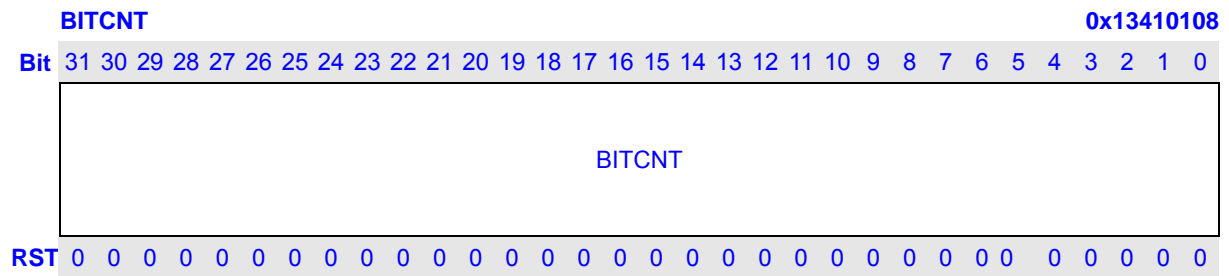 BITCNT 0x13410108
Bit 31 30 29 28 27 26 25 24 23 22 21 20 19 18 17 16 15 14 13 12 11 10 9 8 7 6 5 4 3 2 1 0
BITCNT
RST 0 0 0 0 0 0 0 0 0 0 0 0 0 0 0 0 0 0 0 0 0 0 0 0 0 0 0 0 0 0 0 0